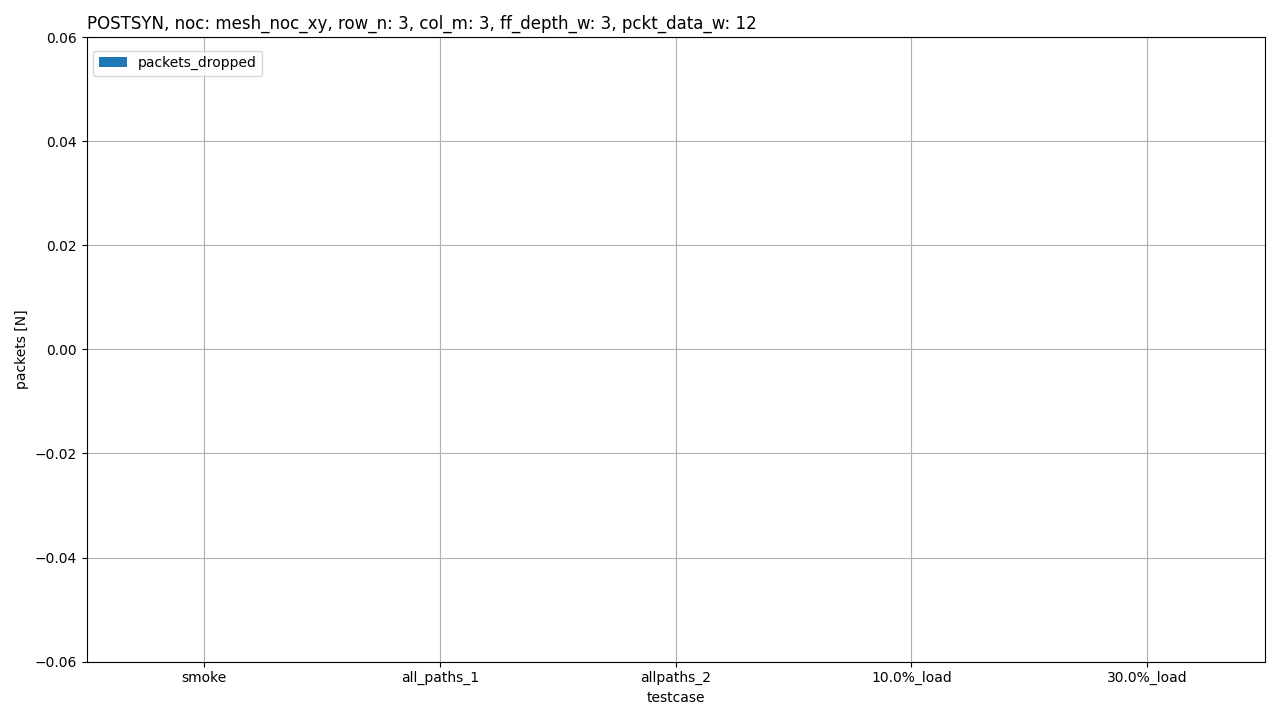 POSTSYN, noc: mesh_noc_xy, row_n: 3, col_m: 3, ff_depth_w: 3, pckt_data_w: 12
packets_dropped
0.06
0.04
0.02
0.00
−0.02
−0.04
−0.06
packets [N]
smoke all_paths_1 allpaths_2 10.0%_load 30.0%_load
testcase